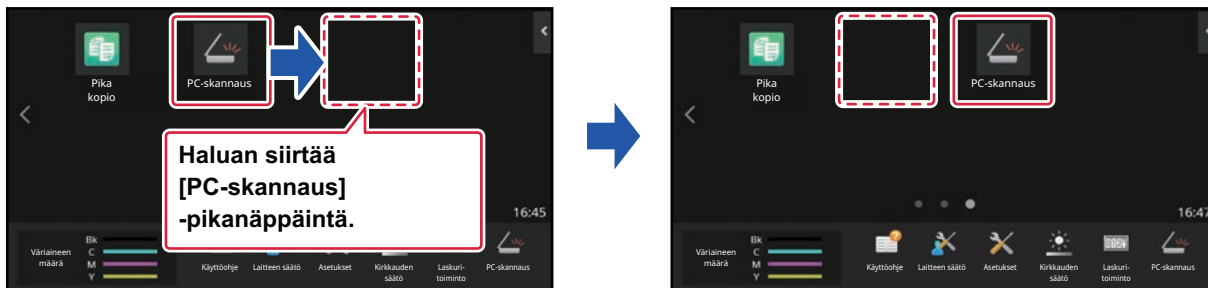 Pika
kopio
PC-skannaus
Haluan siirtää
[PC-skannaus]
-pikanäppäintä.
16:45
Väriaineen
määrä
Bk
C
M
Y
Käyttöohje
Laitteen säätö
Asetukset
Kirkkauden
säätö
Laskuri-
toiminto
PC-skannaus
Pika
kopio
PC-skannaus
16:47
Väriaineen
määrä
Bk
C
M
Y
Käyttöohje
Laitteen säätö
Asetukset
Kirkkauden
säätö
Laskuri-
toiminto
PC-skannaus